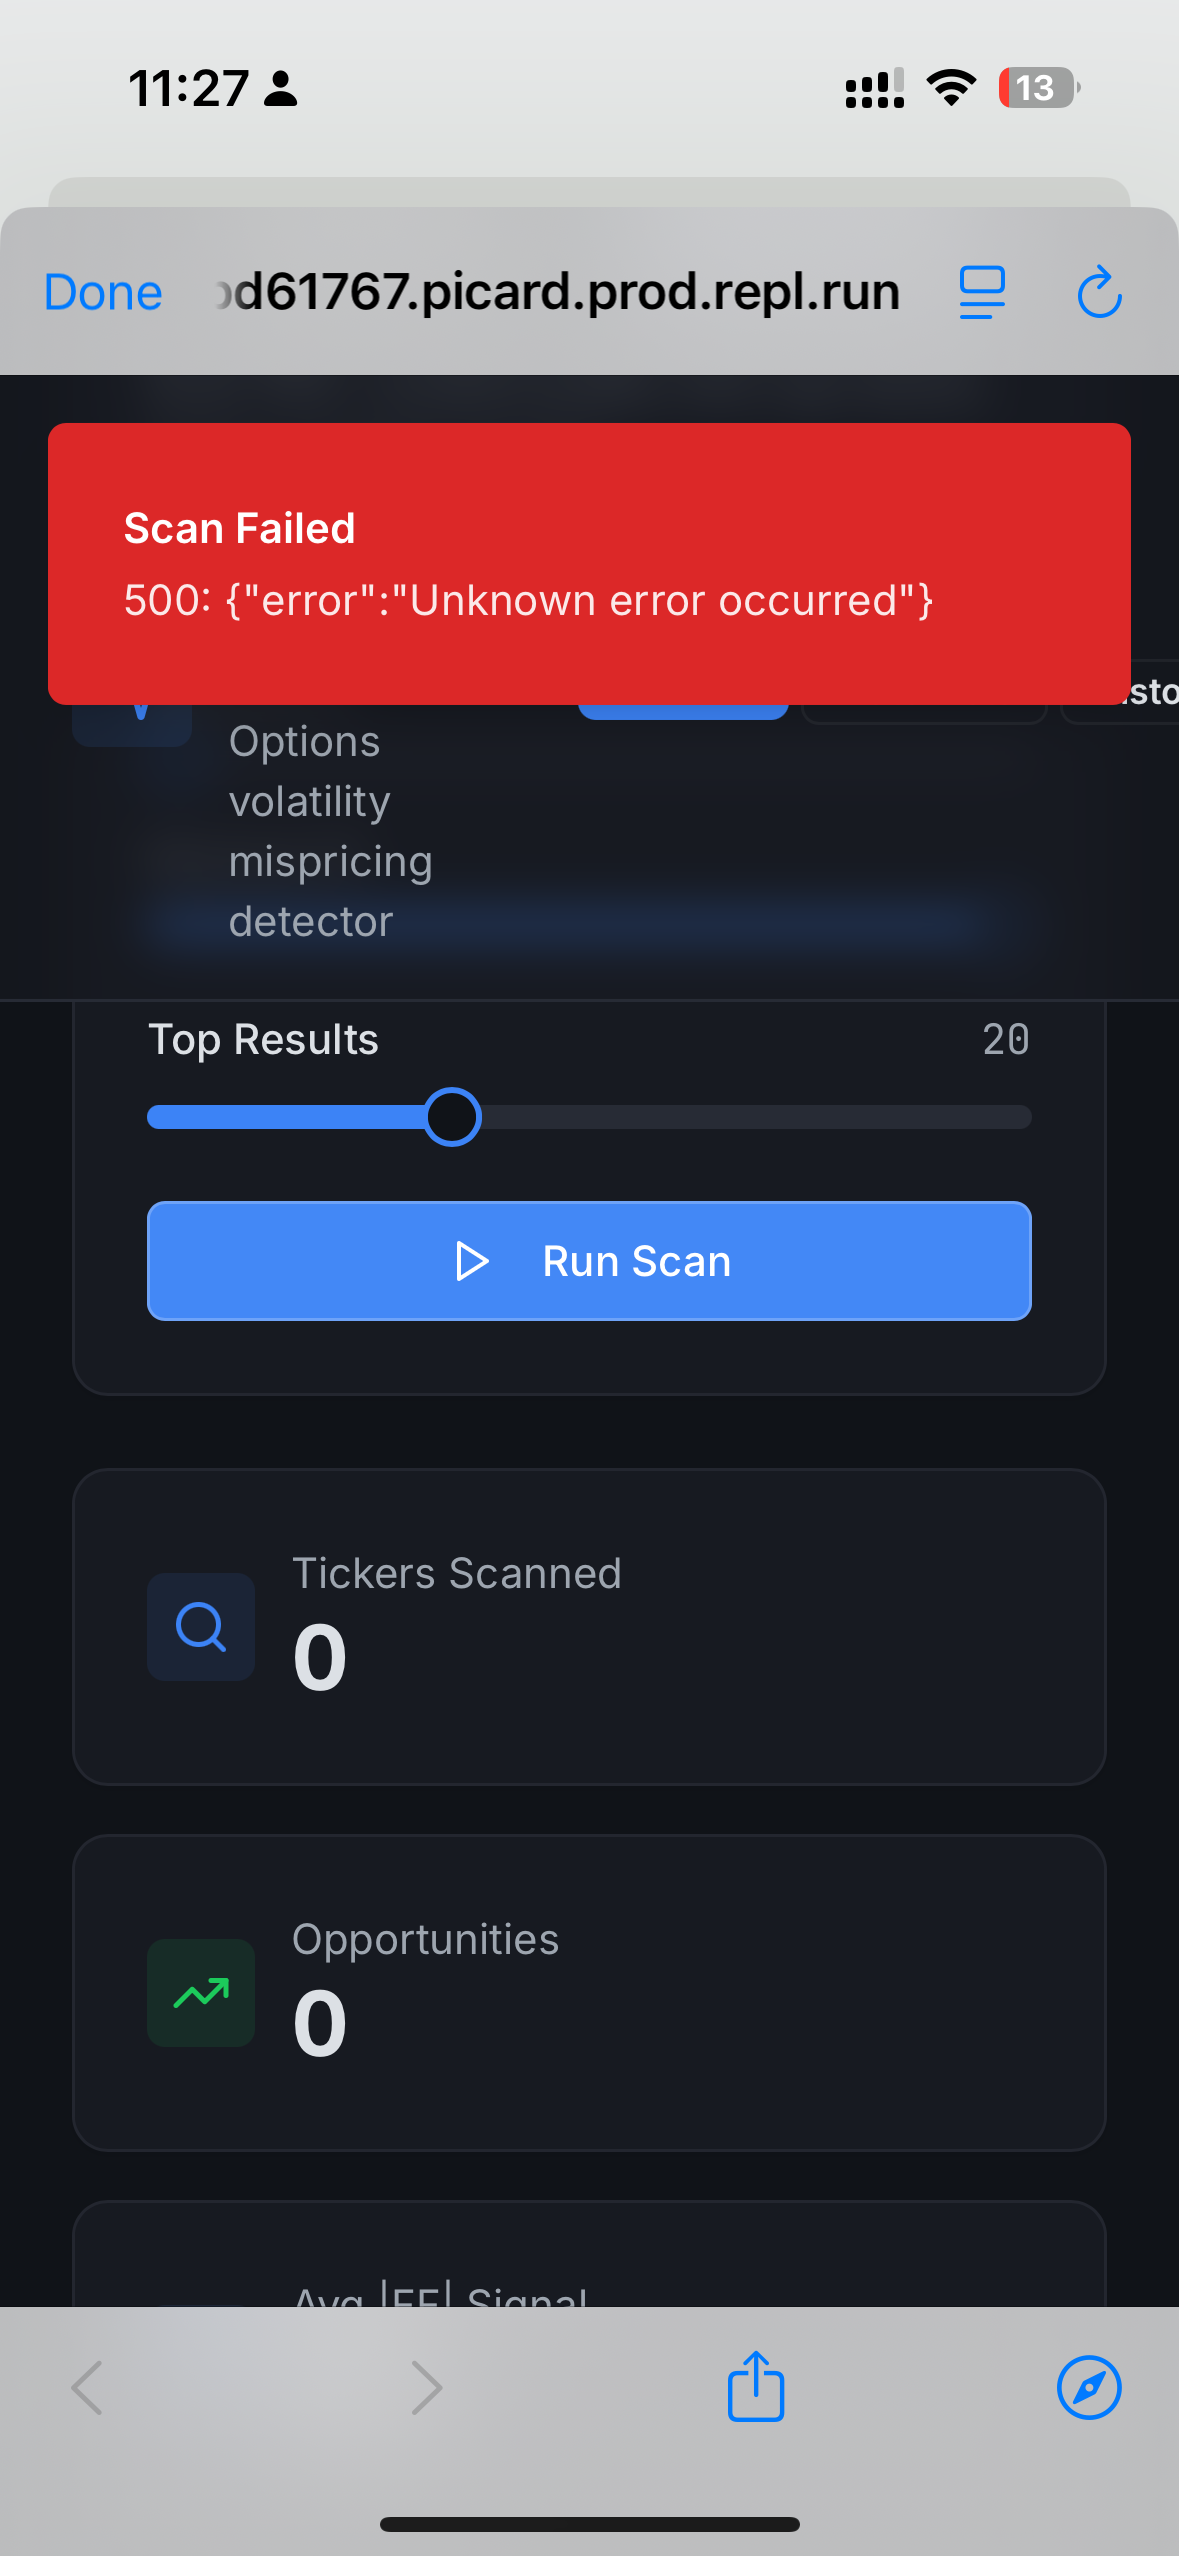 11:27
13
Done
d61767.picard.prod.repl.run
Scan Failed
500: {"error":"Unknown error occurred"}
Options
volatility
mispricing
detector
Top Results
20
Run Scan
Tickers Scanned
0
Opportunities
0
Avg |FF| Signal